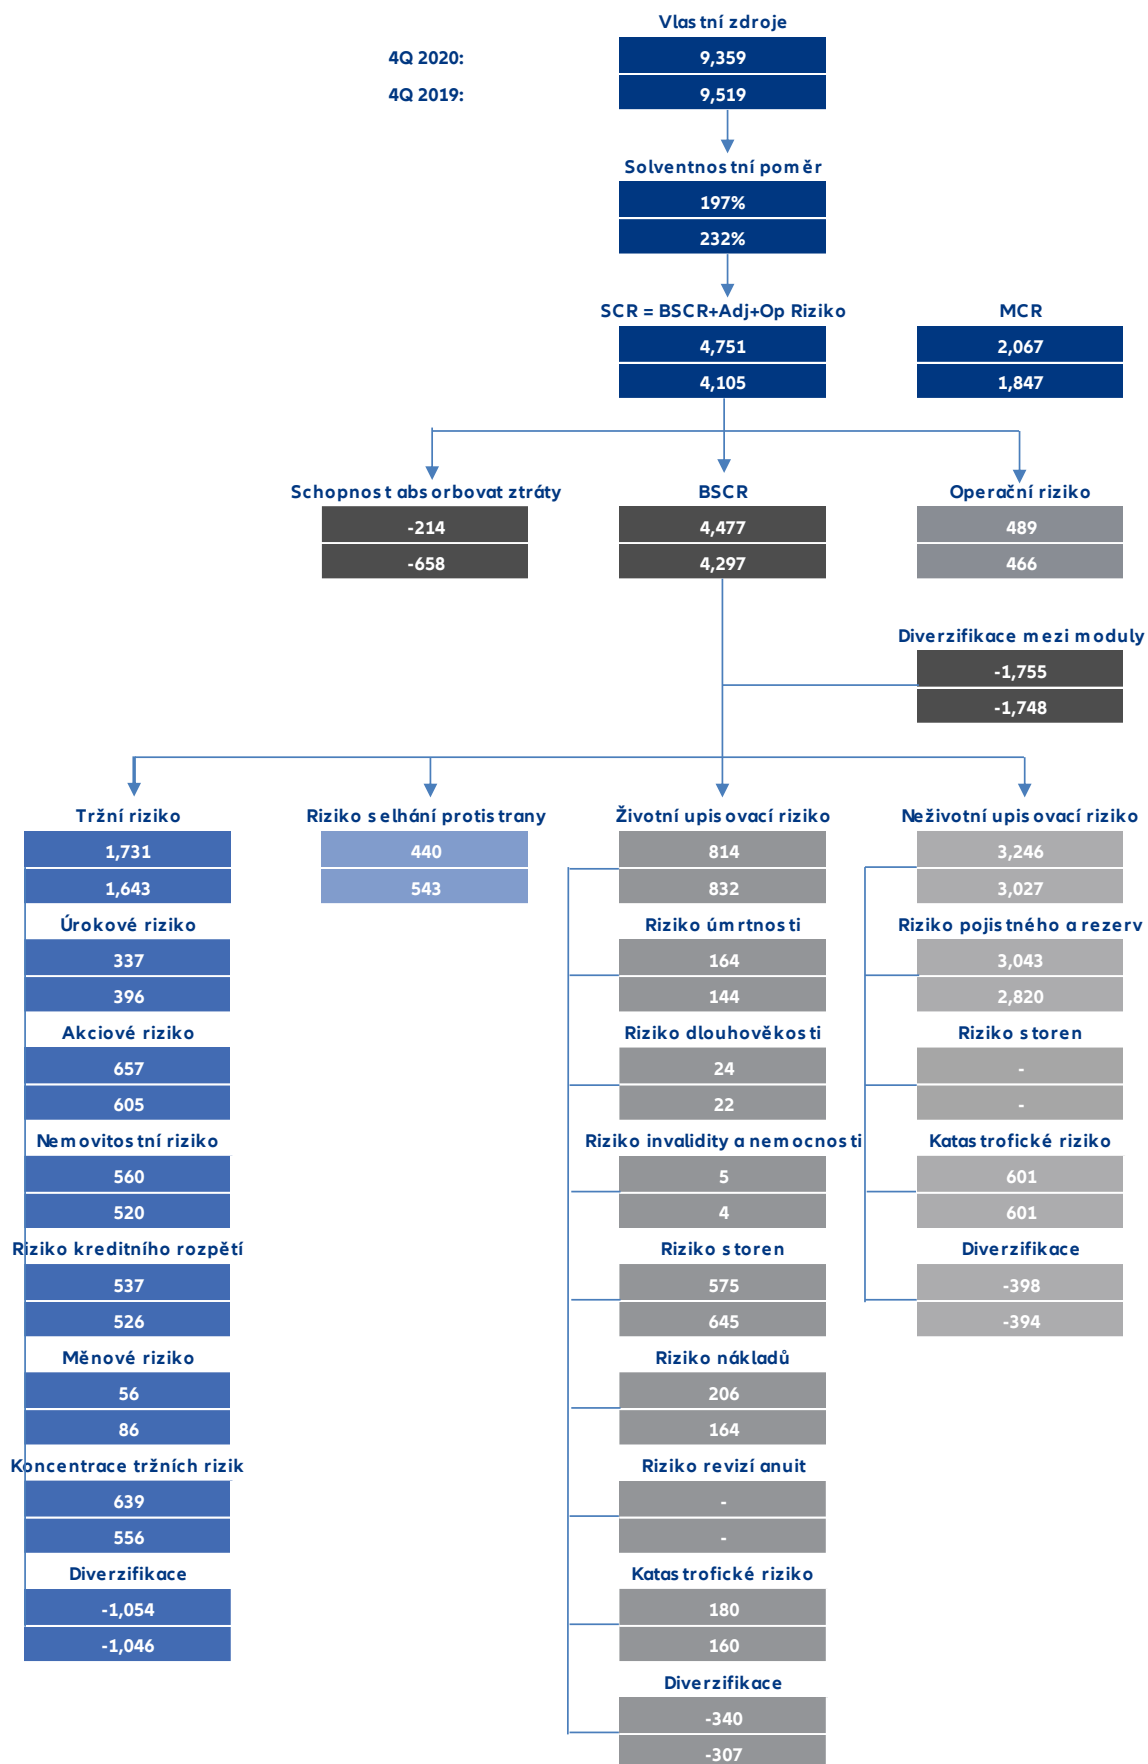 Vlastní zdroje
4Q 2020: 9,359
4Q 2019: 9,519
Solventnostní poměr
197%
232%
SCR = BSCR+Adj+Op Riziko MCR
4,751 2,067
4,105 1,847
Schopnost absorbovat ztráty BSCR Operační riziko
-214 4,477 489
-658 4,297 466
Diverzifikace mezi moduly
-1,755
-1,748
Tržní riziko Riziko selhání protistrany Životní upisovací riziko Neživotní upisovací riziko
1,731 440 814 3,246
1,643 543 832 3,027
Úrokové riziko Riziko úmrtnosti Riziko pojistného a rezerv
337 164 3,043
396 144 2,820
Akciové riziko Riziko dlouhověkosti Riziko storen
657 24 -
605 22 -
Nemovitostní riziko Riziko invalidity a nemocnosti Katastrofické riziko
560 5 601
520 4 601
Riziko kreditního rozpětí Riziko storen Diverzifikace
537 575 -398
526 645 -394
Měnové riziko Riziko nákladů
56 206
86 164
Koncentrace tržních rizik Riziko revizí anuit
639 -
556 -
Diverzifikace Katastrofické riziko
-1,054 180
-1,046 160
Diverzifikace
-340
-307